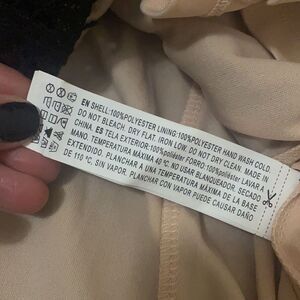 EN SHELL:100%POLYESTER LINING:100%POLYESTER HAND WASH COLD.
DO NOT BLEACH. DRY FLAT. IRON LOW. DO NOT DRY CLEAN. MADE IN
CHINA. ES TELA EXTERIOR:100%poliéster FORRO:100%poliéster LAVAR A
MANO. TEMPERATURA MÁXIMA 40 °C. NO USAR BLANQUEADOR. SECADO
EXTENDIDO. PLANCHAR A UNA TEMPERATURA MÁXIMA DE LA BASE
DE 110 °C, SIN VAPOR. PLANCHAR CON VAPOR PUEDE CAUSAR DAÑO